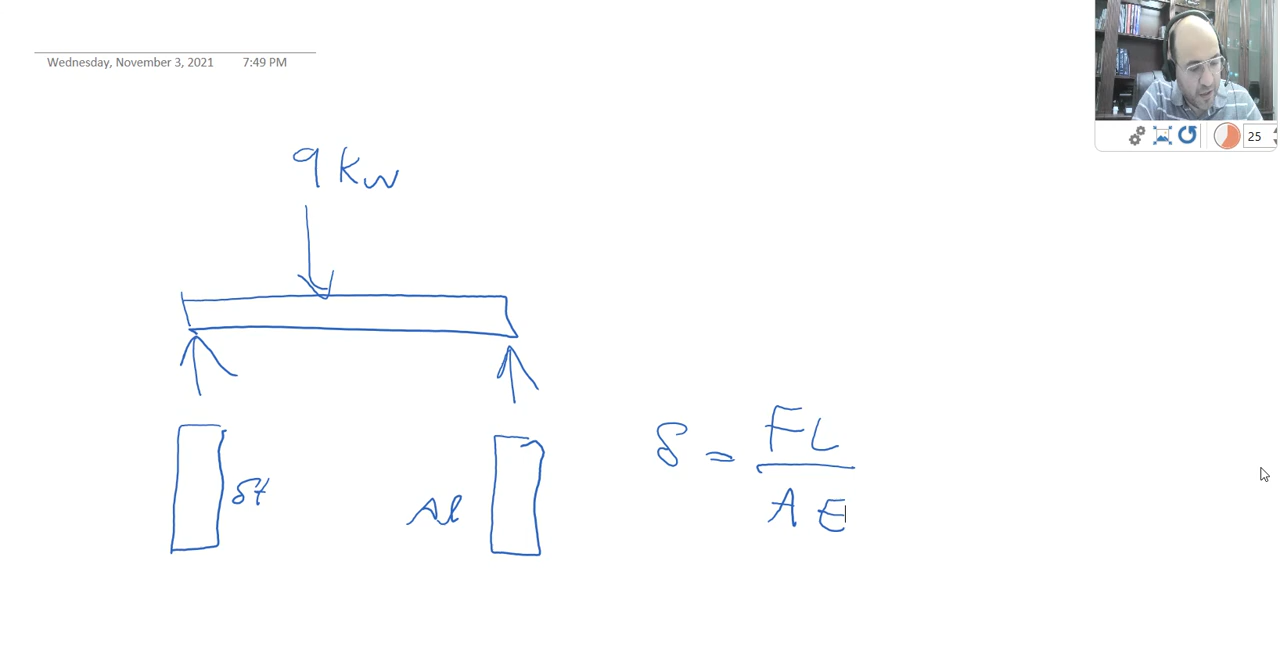 Wednesday, November 3, 2021 7:49 PM
25
9 KN
δ = FL
AE
St
Al